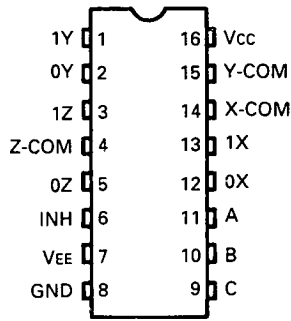 1Y 1 16 VCC
0Y 2 15 Y-COM
1Z 3 14 X-COM
Z-COM 4 13 1X
0Z 5 12 0X
INH 6 11 A
VEE 7 10 B
GND 8 9 C